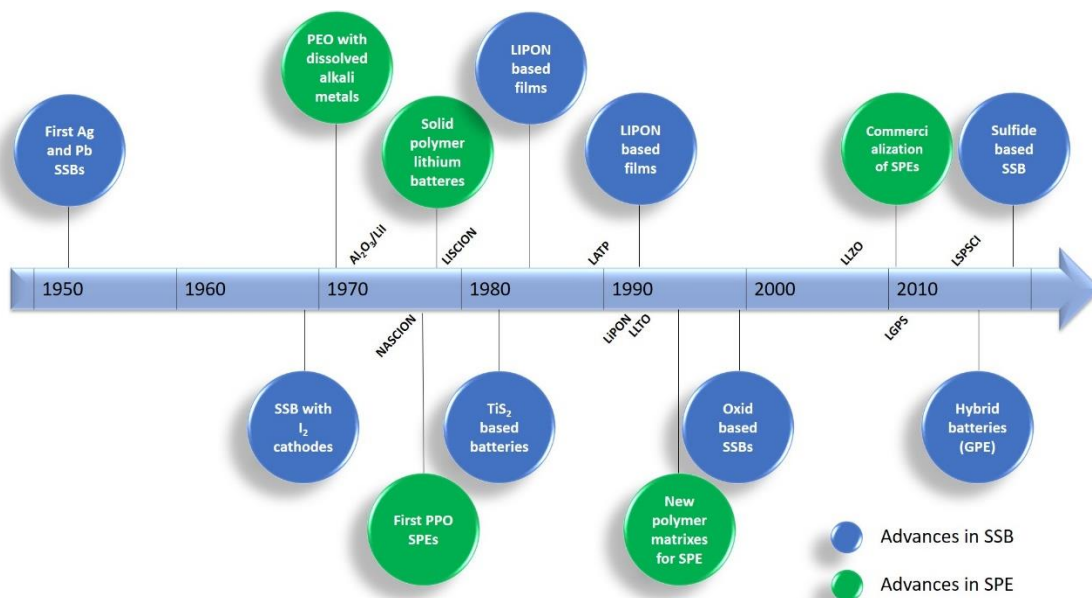 PEO with
dissolved
alkali
metals
LIPON
based
films
First Ag
and Pb
SSBs
Solid
polymer
lithium
batteres
LIPON
based
films
Commerci
alization
of SPEs
Sulfide
based
SSB
Al₂O₃/LiI
LISCION
LATP
LLZO
LSPSCl
1950
1960
1970
1980
1990
2000
2010
NASCION
LiPON
LLTO
LGPS
SSB with
I₂
cathodes
TiS₂
based
batteries
Oxid
based
SSBs
Hybrid
batteries
(GPE)
First PPO
SPEs
New
polymer
matrixes
for SPE
Advances in SSB
Advances in SPE